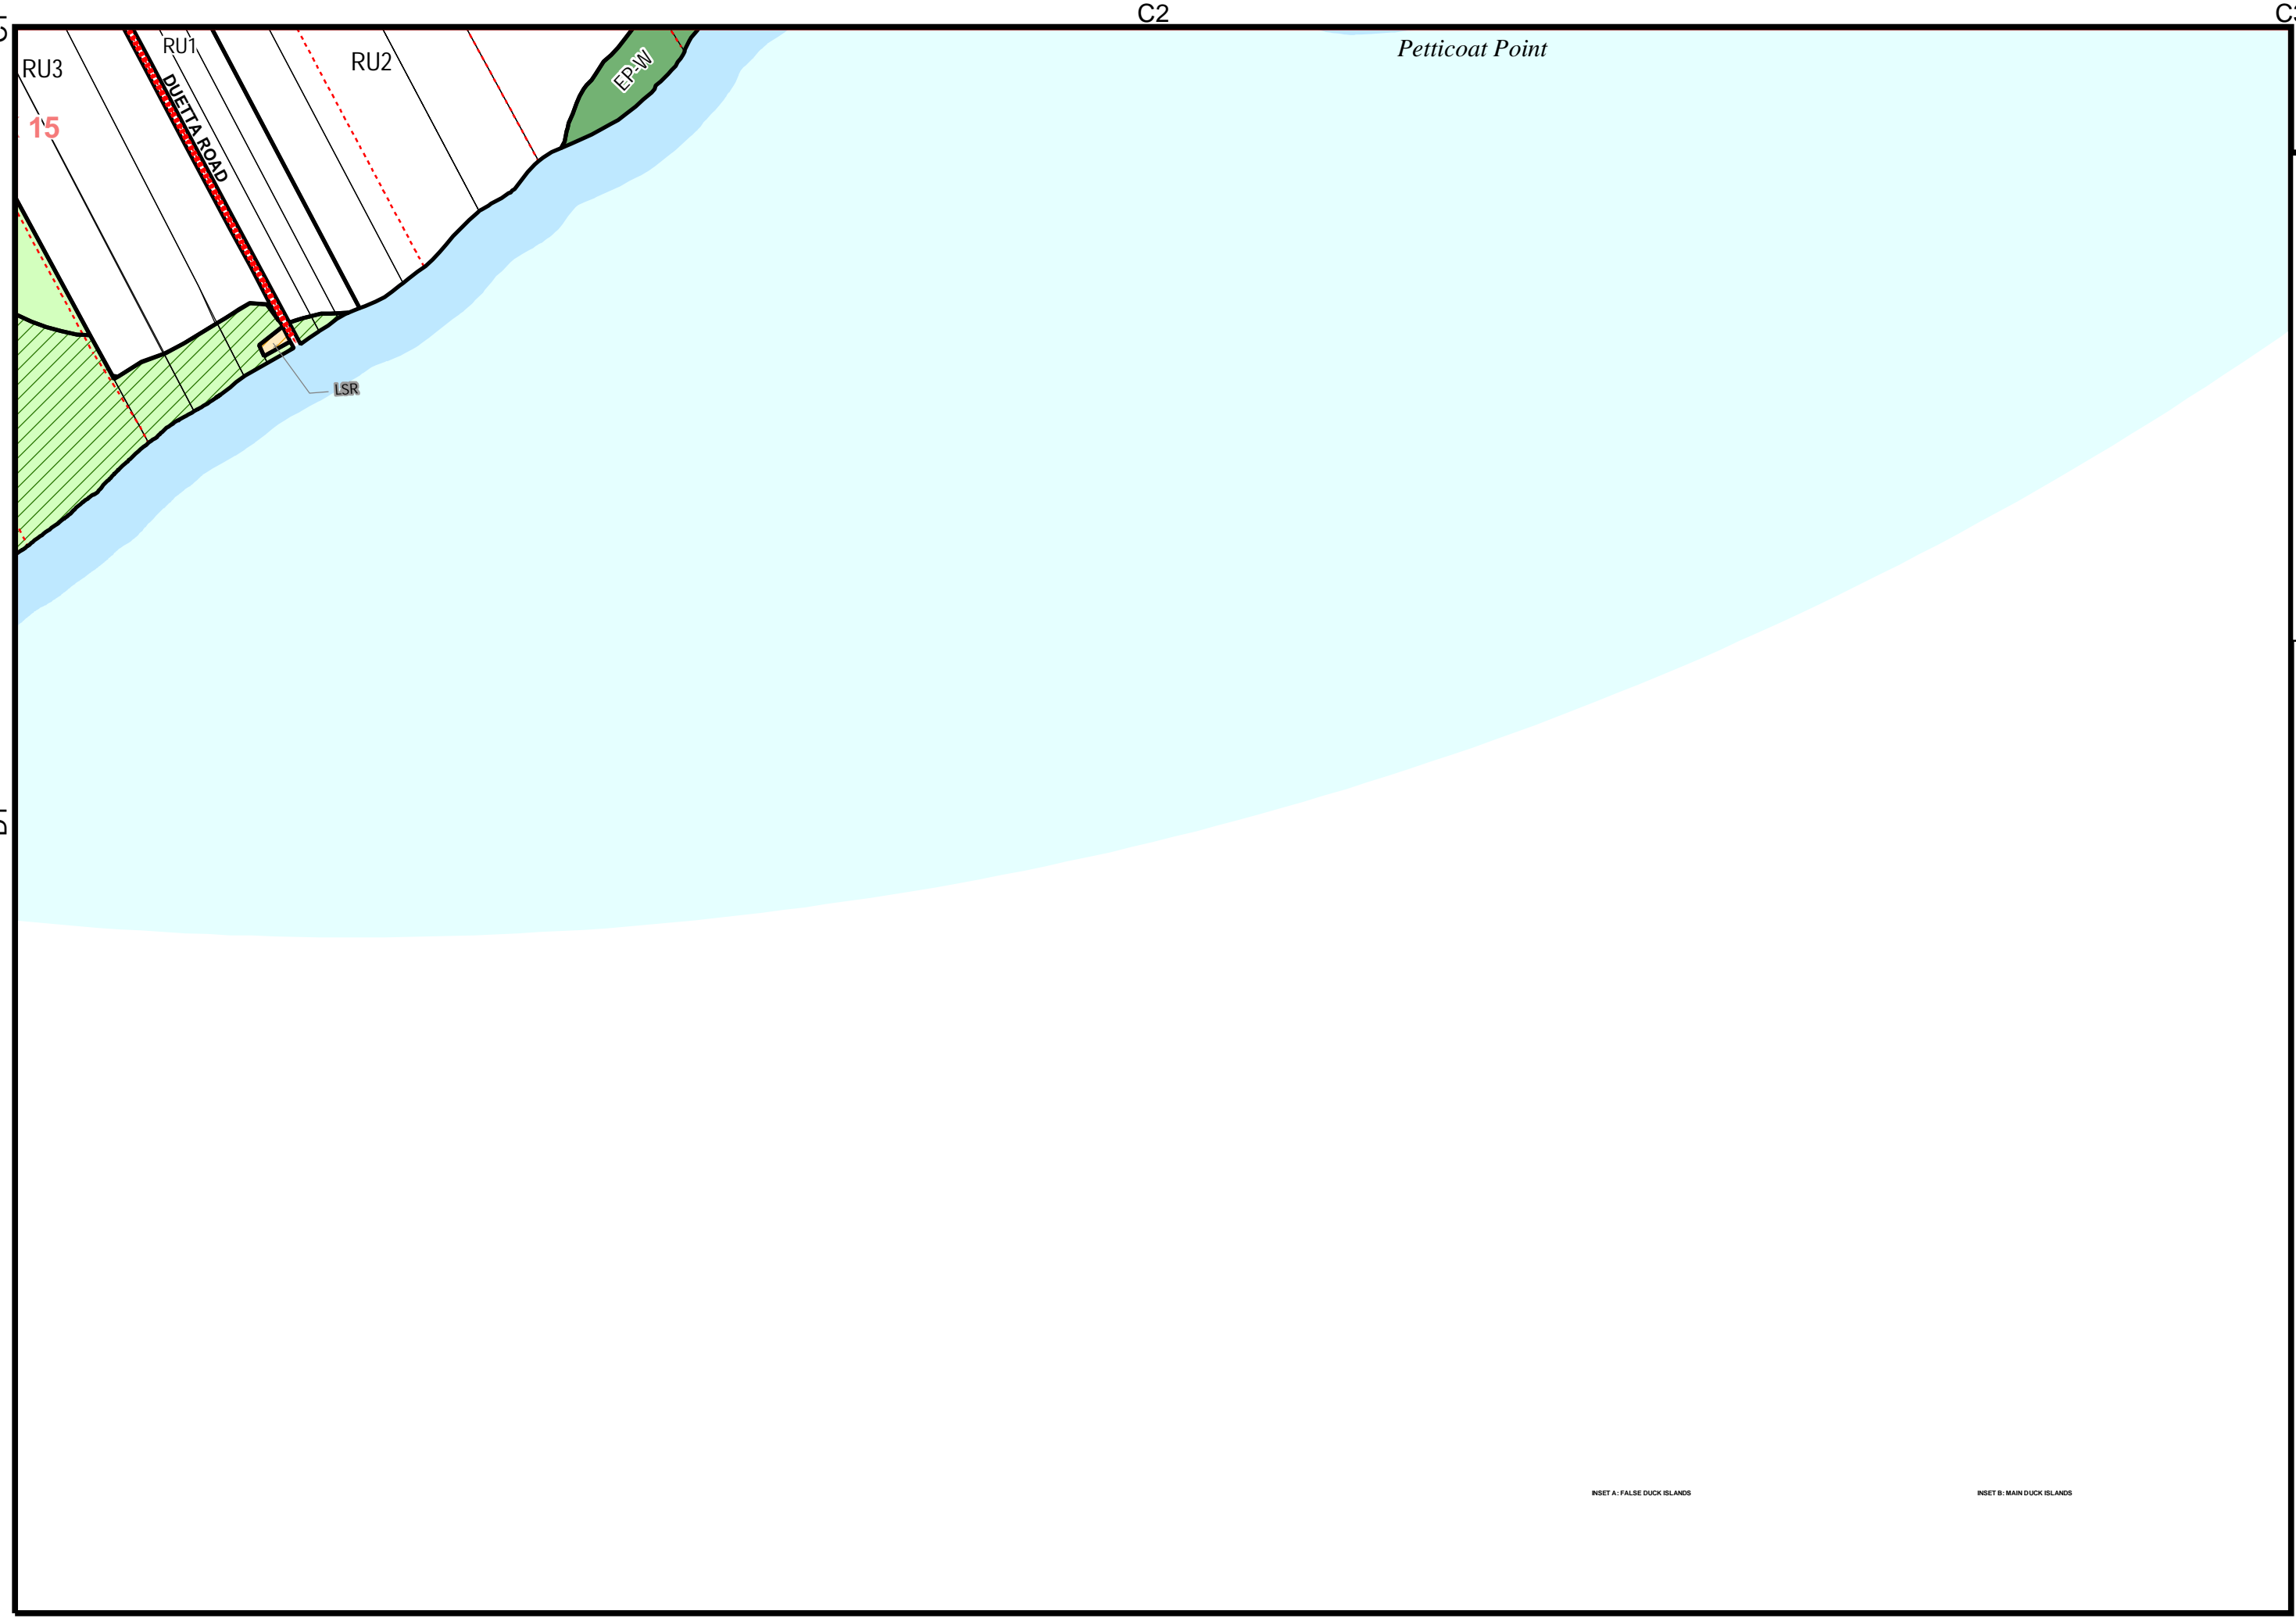 C2
Petticoat Point
RU1
RU2
RU3
EP-W
15
DUETTA ROAD
LSR
INSET A: FALSE DUCK ISLANDS
INSET B: MAIN DUCK ISLANDS